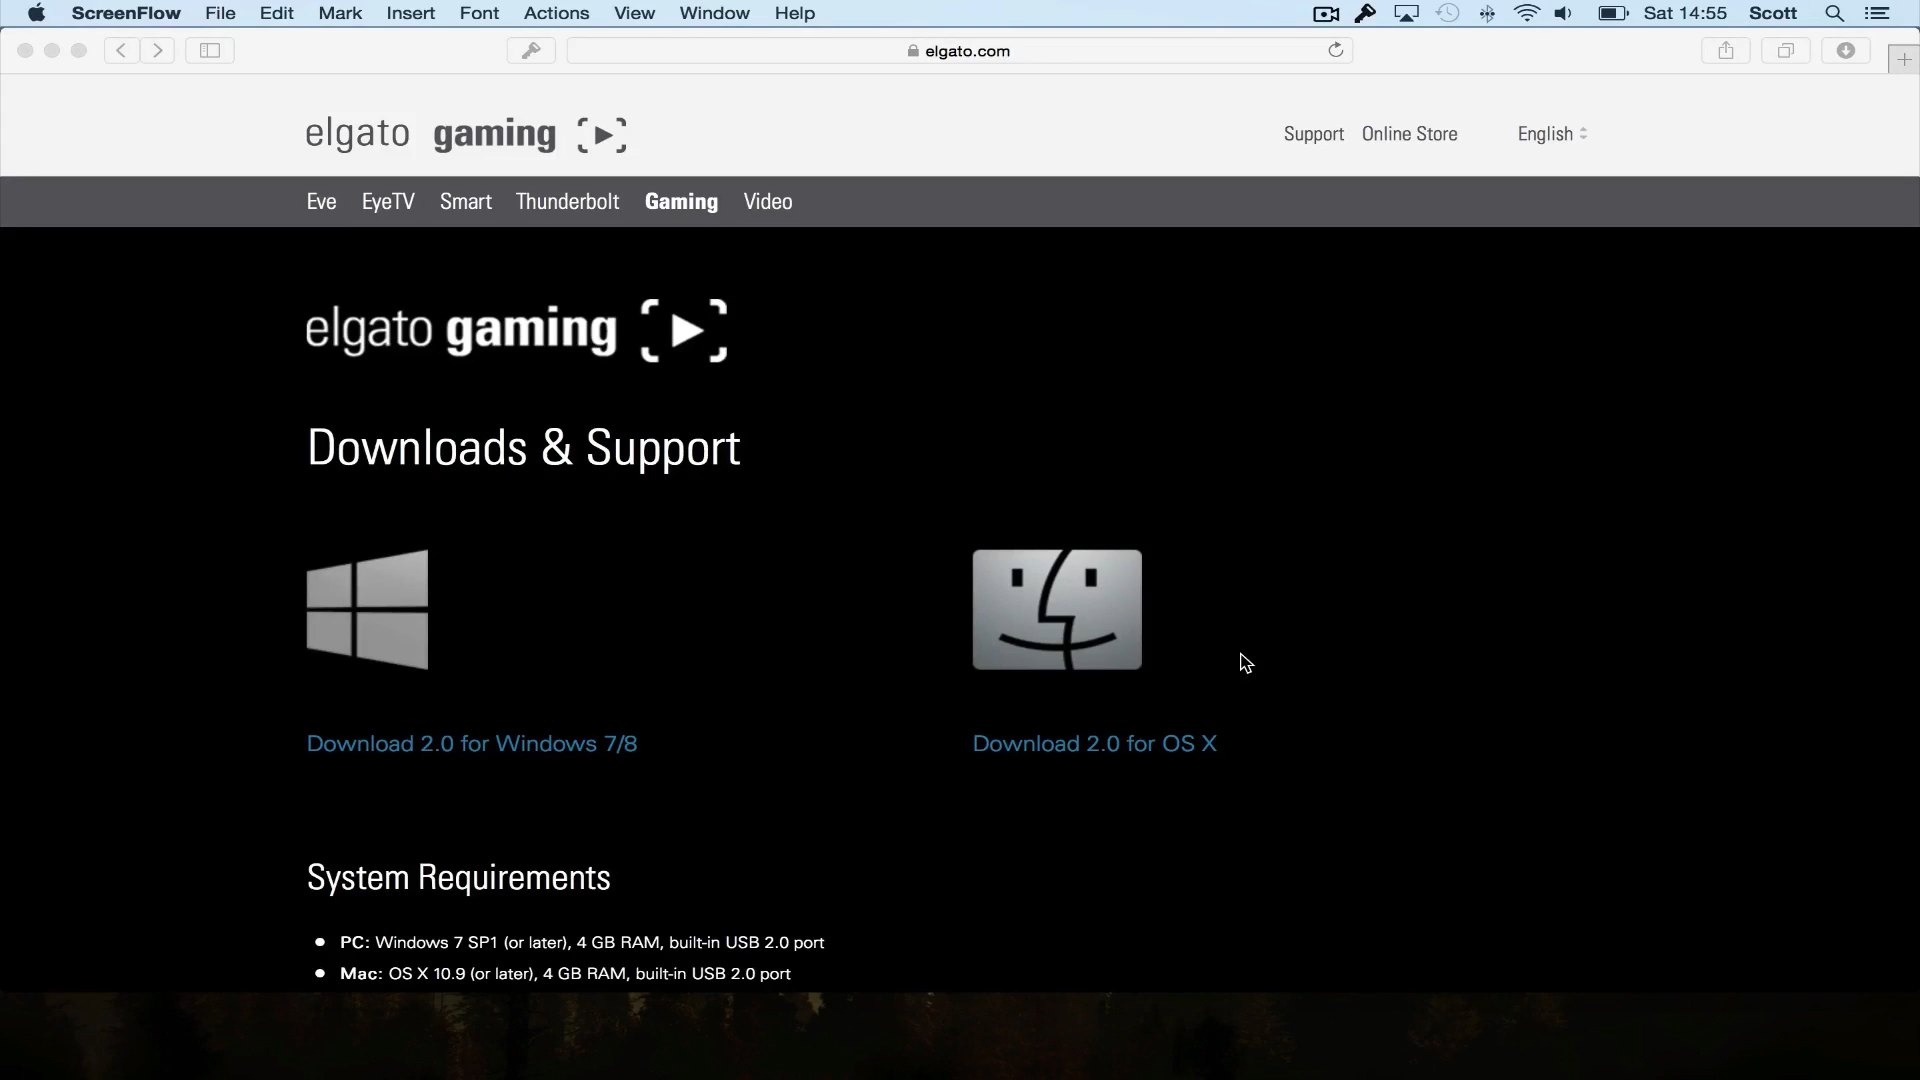 ScreenFlow File Edit Mark Insert Font Actions View Window Help Sat 14:55 Scott
elgato.com
elgato gaming Support Online Store English
Eve EyeTV Smart Thunderbolt Gaming Video
elgato gaming
Downloads & Support
Download 2.0 for Windows 7/8 Download 2.0 for OS X
System Requirements
PC: Windows 7 SP1 (or later), 4 GB RAM, built-in USB 2.0 port
Mac: OS X 10.9 (or later), 4 GB RAM, built-in USB 2.0 port